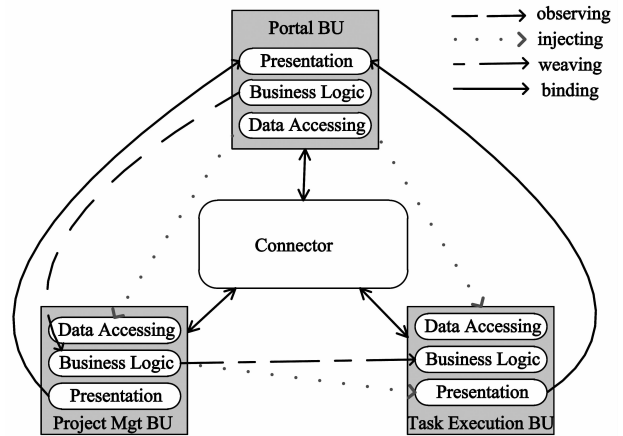 Portal BU
Presentation
Business Logic
Data Accessing
observing
injecting
weaving
binding
Connector
Data Accessing
Business Logic
Presentation
Project Mgt BU
Data Accessing
Business Logic
Presentation
Task Execution BU